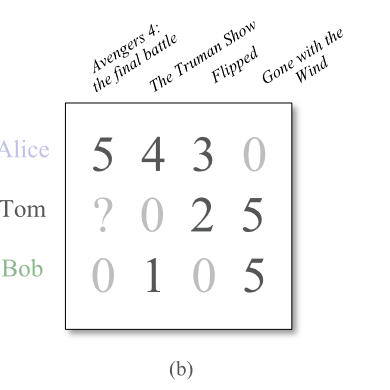 Avengers 4:
the final battle
The Truman Show
Flipped
Gone with the
Wind
Alice 5 4 3 0
Tom ? 0 2 5
Bob 0 1 0 5
(b)